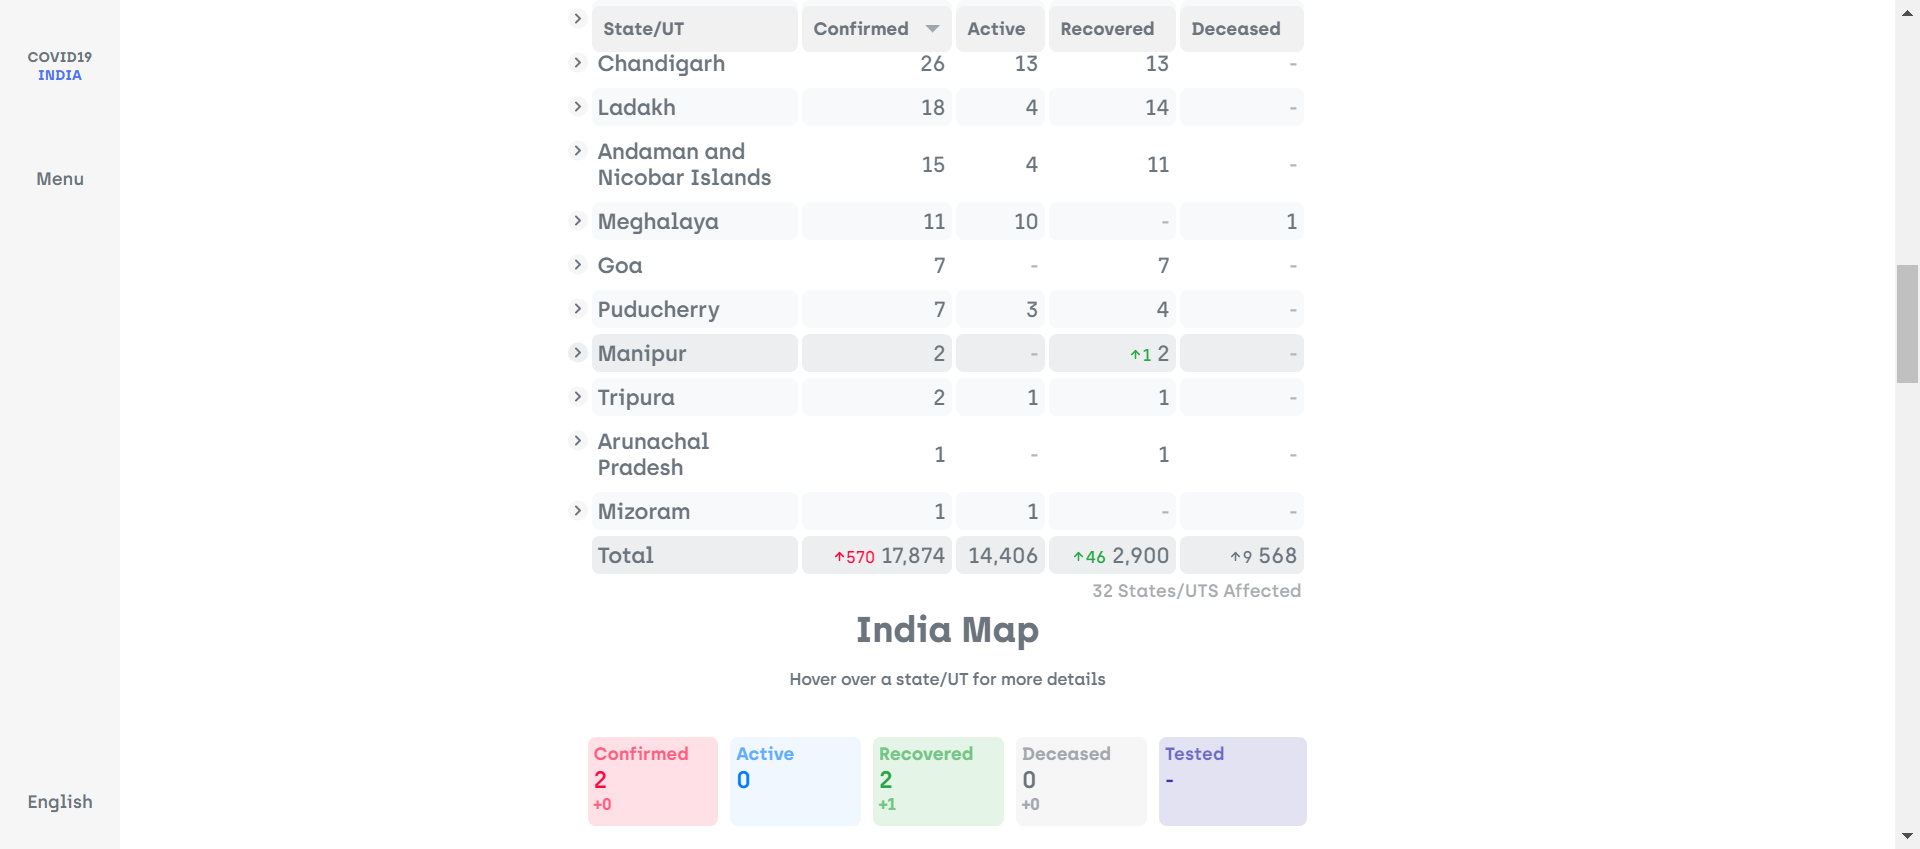 COVID19
INDIA
Menu
English
State/UT Confirmed Active Recovered Deceased
Chandigarh 26 13 13 -
Ladakh 18 4 14 -
Andaman and
Nicobar Islands 15 4 11 -
Meghalaya 11 10 - 1
Goa 7 - 7 -
Puducherry 7 3 4 -
Manipur 2 - ↑1 2 -
Tripura 2 1 1 -
Arunachal
Pradesh 1 - 1 -
Mizoram 1 1 - -
Total ↑570 17,874 14,406 ↑46 2,900 ↑9 568
32 States/UTS Affected
India Map
Hover over a state/UT for more details
Confirmed Active Recovered Deceased Tested
2 0 2 0 -
+0 +1 +0